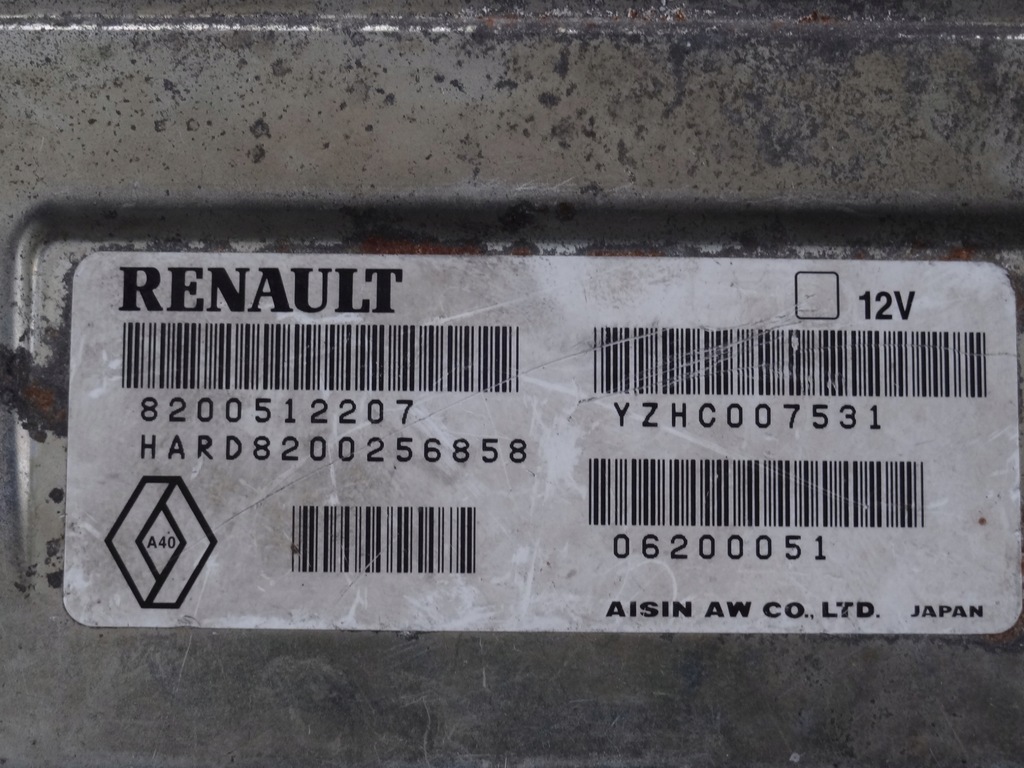 RENAULT
12V
8200512207
HARD8200256858
YZHC007531
A40
06200051
AISIN AW CO., LTD. JAPAN